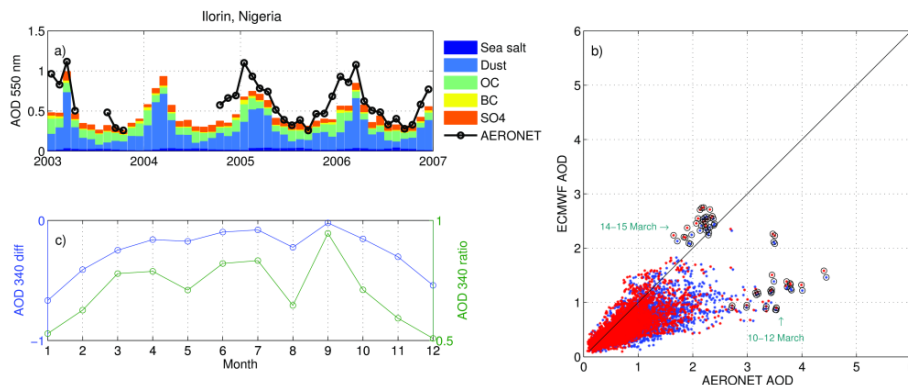 Ilorin, Nigeria
a)
AOD 550 nm
1.5
1
0.5
0
2003
2004
2005
2006
2007
Sea salt
Dust
OC
BC
SO4
AERONET
c)
AOD 340 diff
0
−1
AOD 340 ratio
1
0.5
1 2 3 4 5 6 7 8 9 10 11 12
Month
b)
ECMWF AOD
6
5
4
3
2
1
0
14−15 March
10−12 March
0 1 2 3 4 5
AERONET AOD